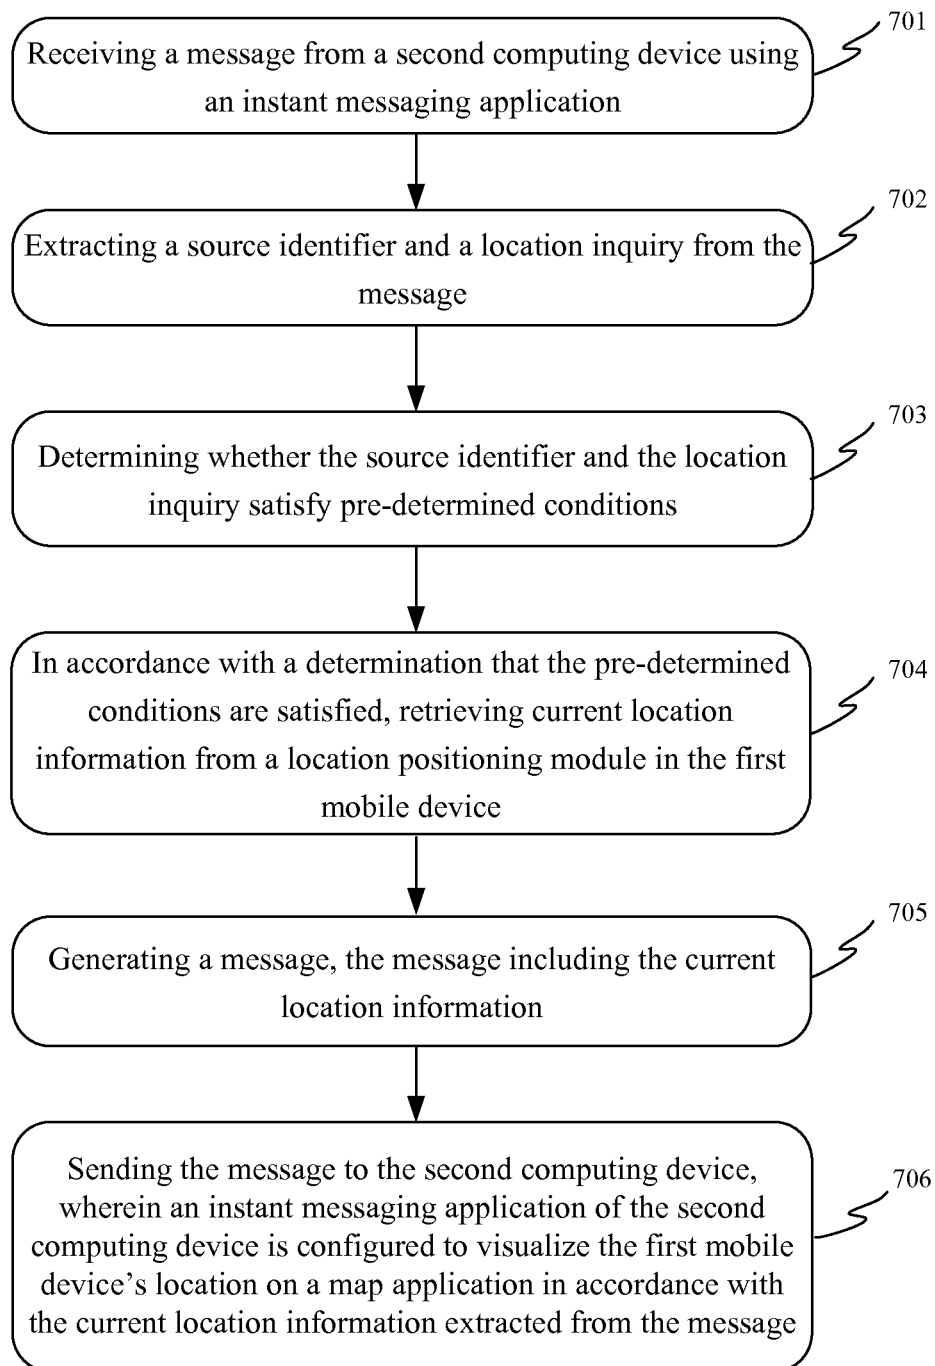 701
Receiving a message from a second computing device using
an instant messaging application
702
Extracting a source identifier and a location inquiry from the
message
703
Determining whether the source identifier and the location
inquiry satisfy pre-determined conditions
704
In accordance with a determination that the pre-determined
conditions are satisfied, retrieving current location
information from a location positioning module in the first
mobile device
705
Generating a message, the message including the current
location information
706
Sending the message to the second computing device,
wherein an instant messaging application of the second
computing device is configured to visualize the first mobile
device’s location on a map application in accordance with
the current location information extracted from the message